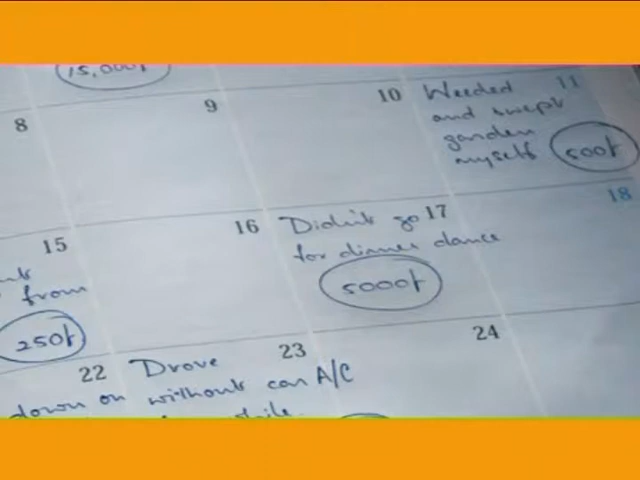 15,000/-
8
9
10
11
Weeded
and swept
garden
myself
500/-
15
from
250/-
16
17
Didn't go
for dinner dance
5000/-
18
22
down on
23
Drove
without car A/C
24